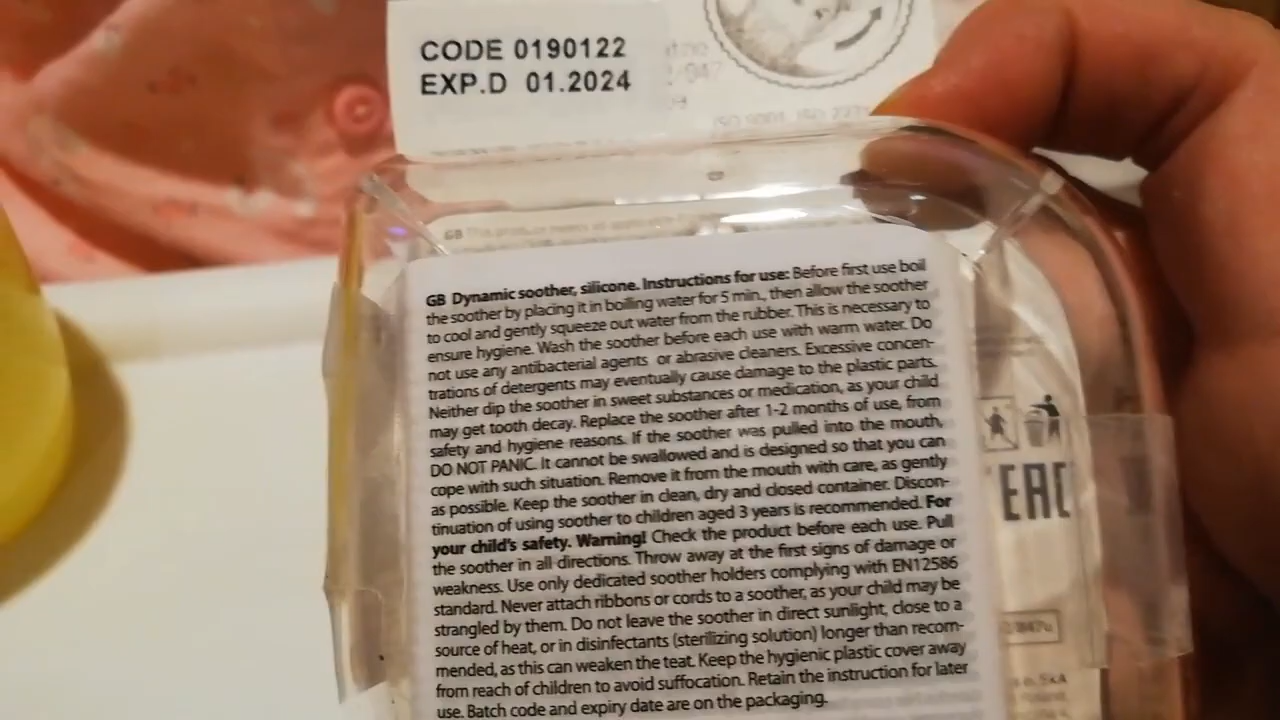 CODE 0190122
EXP.D 01.2024
GB
GB Dynamic soother, silicone. Instructions for use: Before first use boil
the soother by placing it in boiling water for 5 min., then allow the soother
to cool and gently squeeze out water from the rubber. This is necessary to
ensure hygiene. Wash the soother before each use with warm water. Do
not use any antibacterial agents or abrasive cleaners. Excessive concen-
trations of detergents may eventually cause damage to the plastic parts.
Neither dip the soother in sweet substances or medication, as your child
may get tooth decay. Replace the soother after 1-2 months of use, from
safety and hygiene reasons. If the soother was pulled into the mouth,
DO NOT PANIC. It cannot be swallowed and is designed so that you can
cope with such situation. Remove it from the mouth with care, as gently
as possible. Keep the soother in clean, dry and closed container. Discon-
tinuation of using soother to children aged 3 years is recommended. For
your child's safety. Warning! Check the product before each use. Pull
the soother in all directions. Throw away at the first signs of damage or
weakness. Use only dedicated soother holders complying with EN12586
standard. Never attach ribbons or cords to a soother, as your child may be
strangled by them. Do not leave the soother in direct sunlight, close to a
source of heat, or in disinfectants (sterilizing solution) longer than recom-
mended, as this can weaken the teat. Keep the hygienic plastic cover away
from reach of children to avoid suffocation. Retain the instruction for later
use. Batch code and expiry date are on the packaging.
EAC